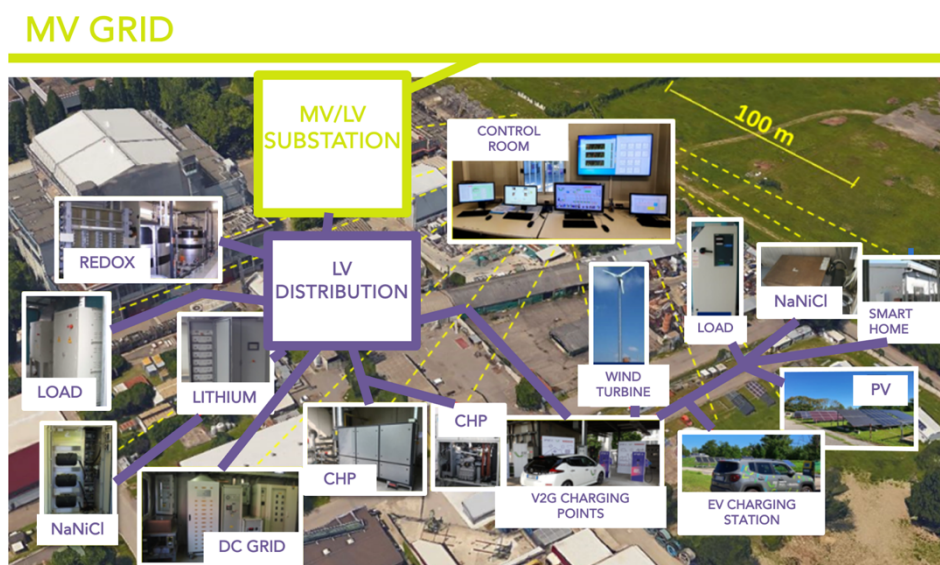 MV GRID
MV/LV
SUBSTATION
100 m
CONTROL
ROOM
REDOX
LV
DISTRIBUTION
NaNiCl
SMART
HOME
LOAD
LOAD
LITHIUM
WIND
TURBINE
PV
CHP
CHP
V2G CHARGING
POINTS
EV CHARGING
STATION
NaNiCl
DC GRID